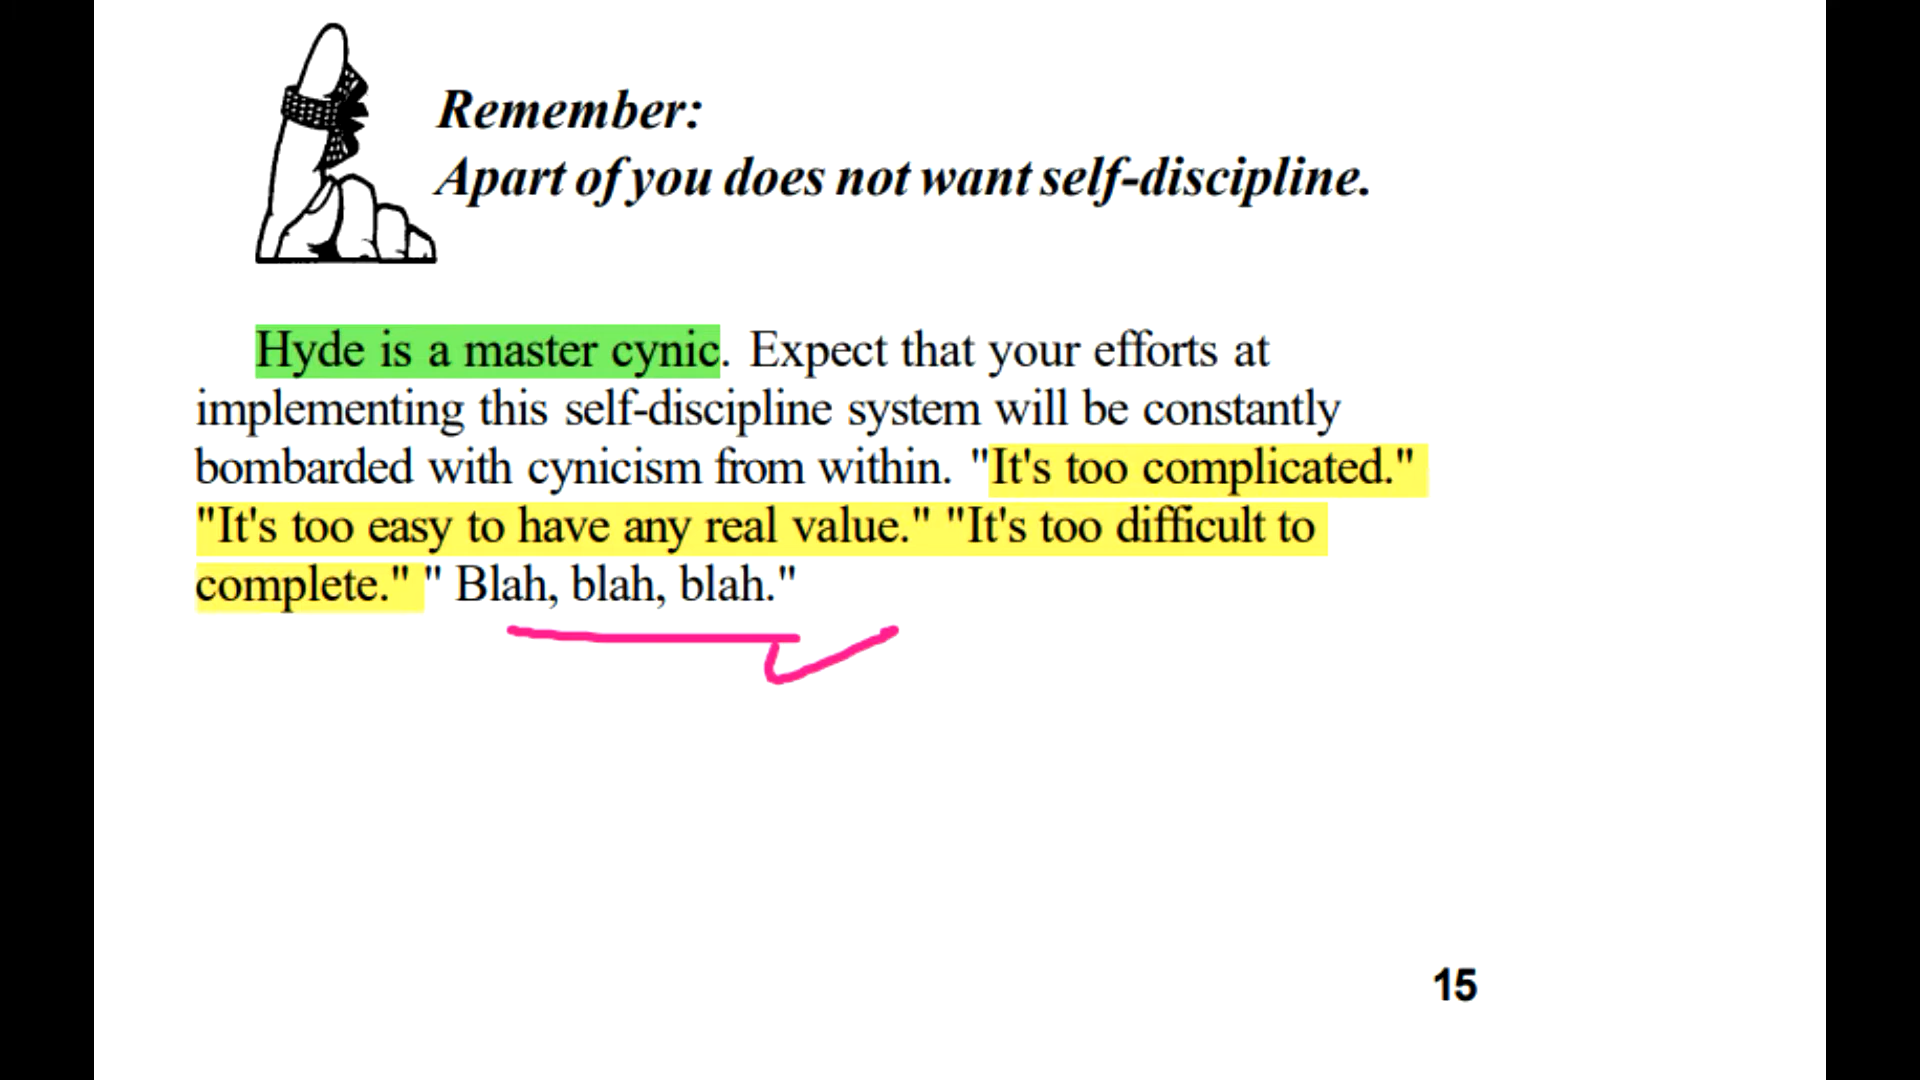 Remember:
Apart of you does not want self-discipline.
Hyde is a master cynic. Expect that your efforts at
implementing this self-discipline system will be constantly
bombarded with cynicism from within. "It's too complicated."
"It's too easy to have any real value." "It's too difficult to
complete." " Blah, blah, blah."
15